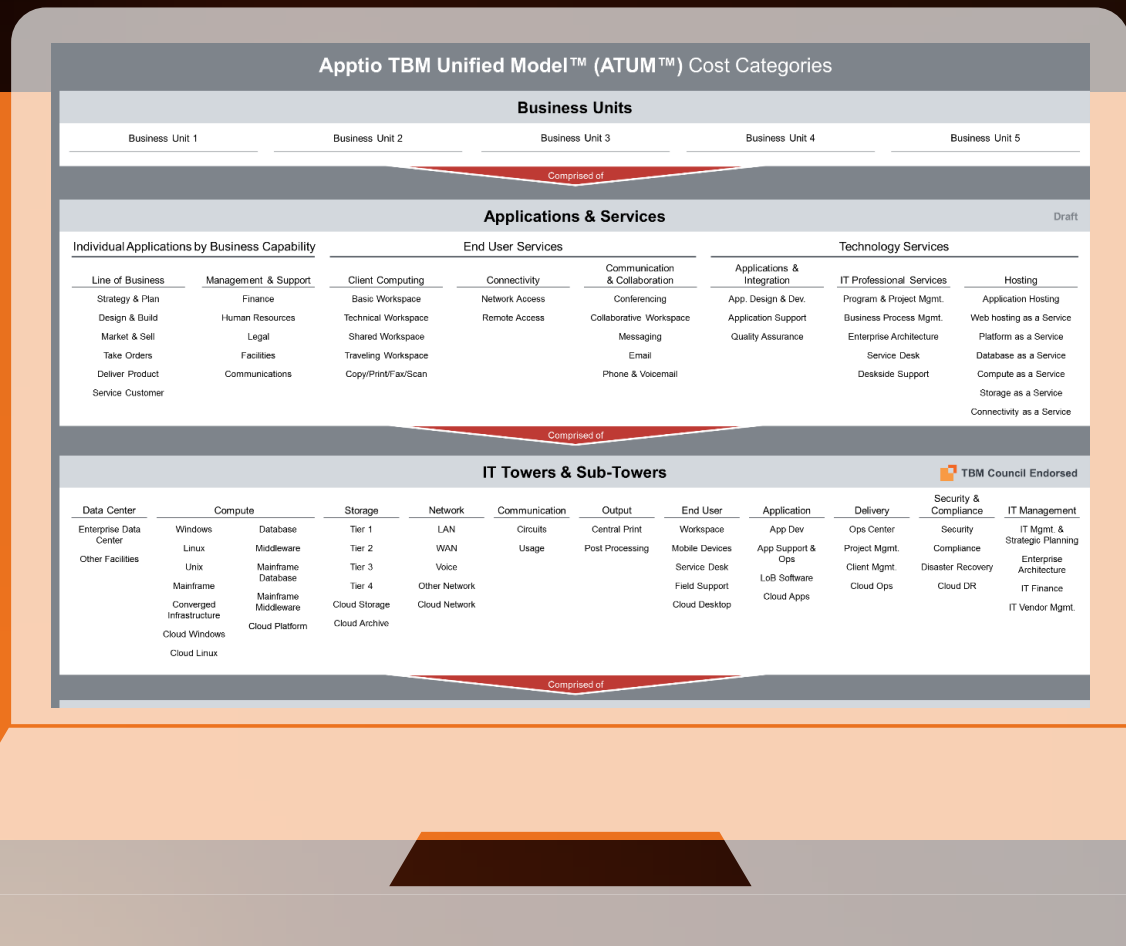 Apptio TBM Unified Model™ (ATUM™) Cost Categories
Business Units
Business Unit 1
Business Unit 2
Business Unit 3
Business Unit 4
Business Unit 5
Comprised of
Applications & Services
Draft
Individual Applications by Business Capability
Line of Business
Strategy & Plan
Design & Build
Market & Sell
Take Orders
Deliver Product
Service Customer
Management & Support
Finance
Human Resources
Legal
Facilities
Communications
End User Services
Client Computing
Basic Workspace
Technical Workspace
Shared Workspace
Traveling Workspace
Copy/Print/Fax/Scan
Connectivity
Network Access
Remote Access
Communication
& Collaboration
Conferencing
Collaborative Workspace
Messaging
Email
Phone & Voicemail
Technology Services
Applications &
Integration
App. Design & Dev.
Application Support
Quality Assurance
IT Professional Services
Program & Project Mgmt.
Business Process Mgmt.
Enterprise Architecture
Service Desk
Deskside Support
Hosting
Application Hosting
Web hosting as a Service
Platform as a Service
Database as a Service
Compute as a Service
Storage as a Service
Connectivity as a Service
Comprised of
IT Towers & Sub-Towers
TBM Council Endorsed
Data Center
Enterprise Data
Center
Other Facilities
Compute
Windows
Linux
Unix
Mainframe
Converged
Infrastructure
Cloud Windows
Cloud Linux
Database
Middleware
Mainframe
Database
Mainframe
Middleware
Cloud Platform
Storage
Tier 1
Tier 2
Tier 3
Tier 4
Cloud Storage
Cloud Archive
Network
LAN
WAN
Voice
Other Network
Cloud Network
Communication
Circuits
Usage
Output
Central Print
Post Processing
End User
Workspace
Mobile Devices
Service Desk
Field Support
Cloud Desktop
Application
App Dev
App Support &
Ops
LoB Software
Cloud Apps
Delivery
Ops Center
Project Mgmt.
Client Mgmt.
Cloud Ops
Security &
Compliance
Security
Compliance
Disaster Recovery
Cloud DR
IT Management
IT Mgmt. &
Strategic Planning
Enterprise
Architecture
IT Finance
IT Vendor Mgmt.
Comprised of